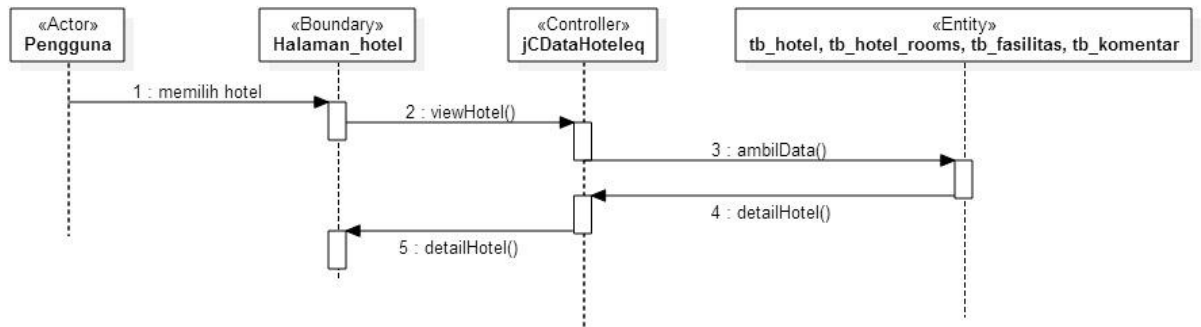 «Actor»
Pengguna
«Boundary»
Halaman_hotel
«Controller»
jCDataHoteleq
«Entity»
tb_hotel, tb_hotel_rooms, tb_fasilitas, tb_komentar
1 : memilih hotel
2 : viewHotel()
3 : ambilData()
4 : detailHotel()
5 : detailHotel()